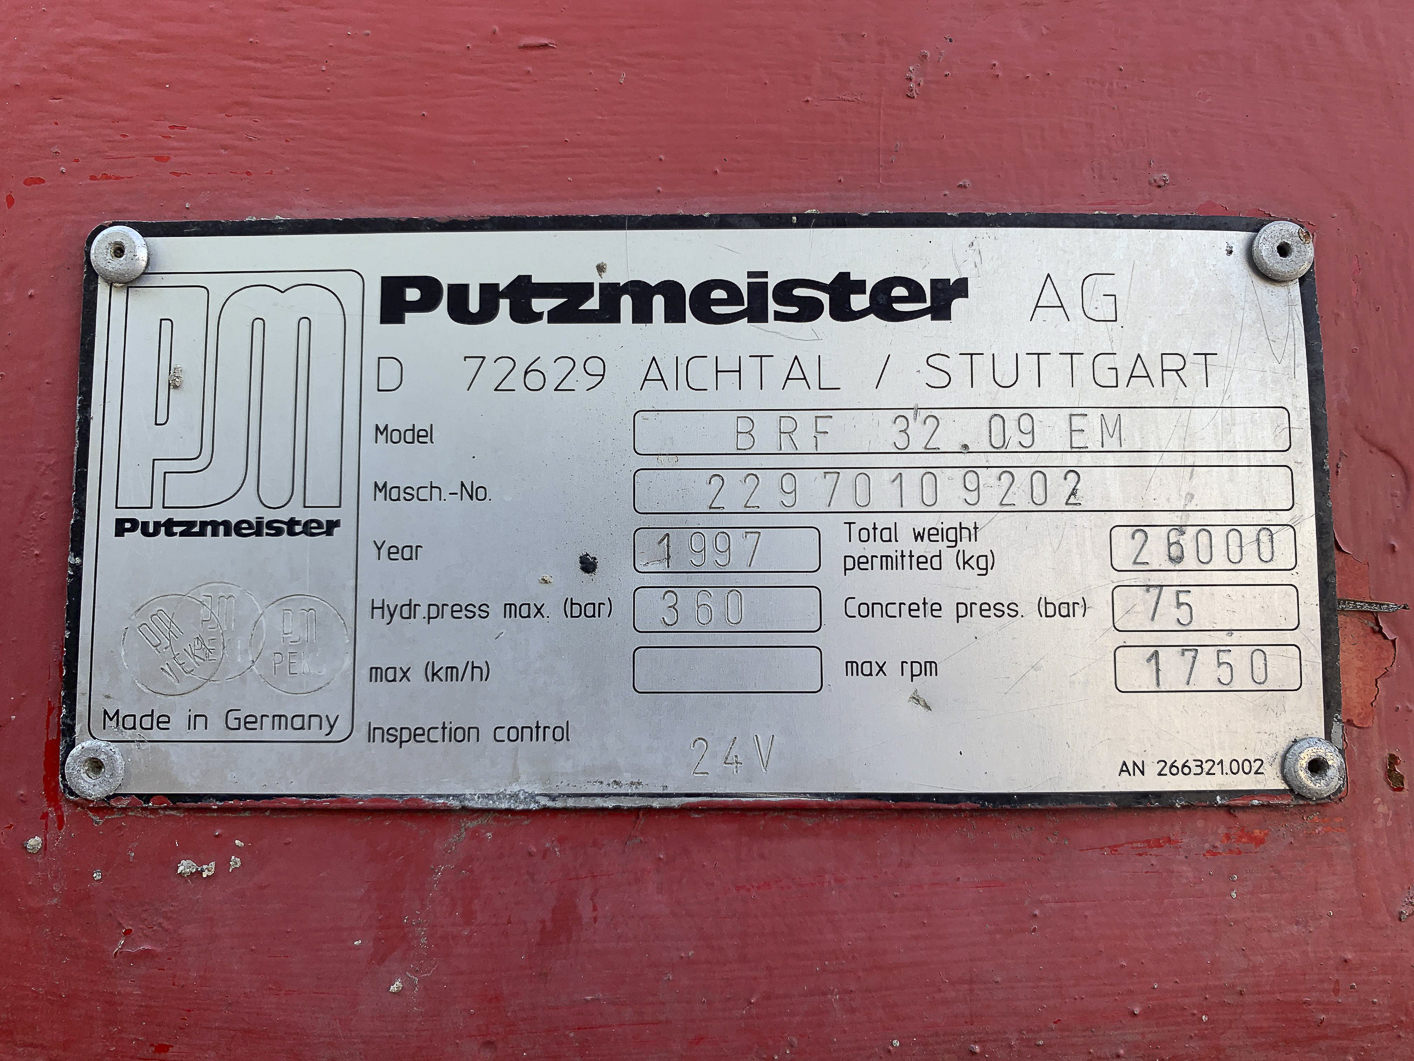 PM
Putzmeister AG
D 72629 AICHTAL / STUTTGART
Model BRF 32.09 EM
Masch.-No. 22970109202
Year 1997 Total weight permitted (kg) 26000
Hydr.press max. (bar) 360 Concrete press. (bar) 75
max (km/h) max rpm 1750
Inspection control 24V
Putzmeister
Made in Germany
AN 266321.002